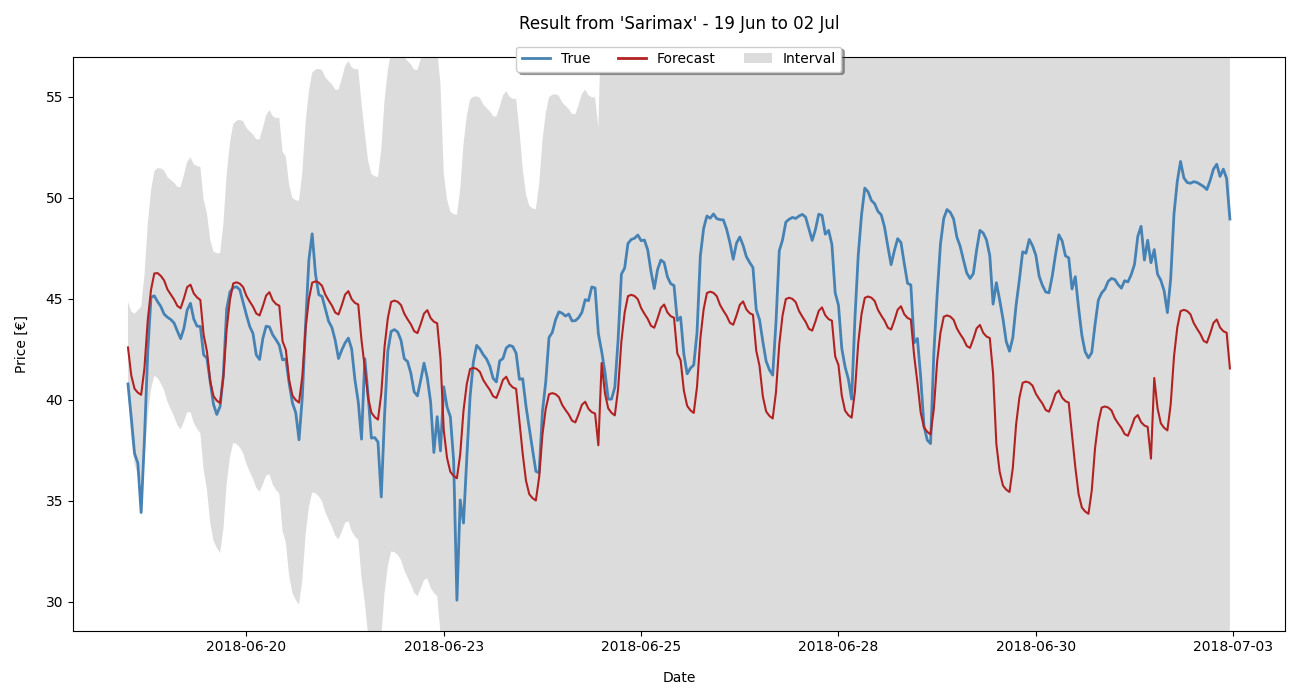 Result from 'Sarimax' - 19 Jun to 02 Jul
True Forecast Interval
Price [€]
55
50
45
40
35
30
2018-06-20 2018-06-23 2018-06-25 2018-06-28 2018-06-30 2018-07-03
Date